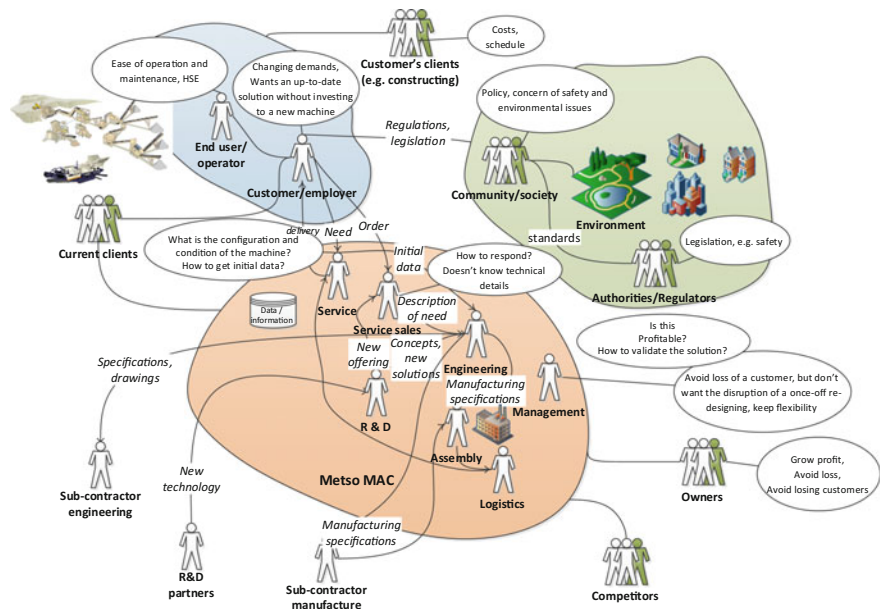 Costs,
schedule
Customer's clients
(e.g. constructing)
Ease of operation and
maintenance, HSE
Changing demands,
Wants an up-to-date
solution without investing
to a new machine
Policy, concern of safety and
environmental issues
Regulations,
legislation
End user/
operator
Customer/employer
Community/society
Environment
Current clients
delivery
Need
Order
standards
What is the configuration and
condition of the machine?
How to get initial data?
Initial
data
How to respond?
Doesn't know technical
details
Legislation, e.g. safety
Authorities/Regulators
Service
Data /
information
Service sales
Description
of need
Is this
Profitable?
How to validate the solution?
Specifications,
drawings
New
offering
Concepts,
new
solutions
Engineering
Manufacturing
specifications
Management
Avoid loss of a customer, but don't
want the disruption of a once-off re-
designing, keep flexibility
R & D
Assembly
Metso MAC
Logistics
Owners
Grow profit,
Avoid loss,
Avoid losing customers
Sub-contractor
engineering
New
technology
Manufacturing
specifications
R&D
partners
Sub-contractor
manufacture
Competitors